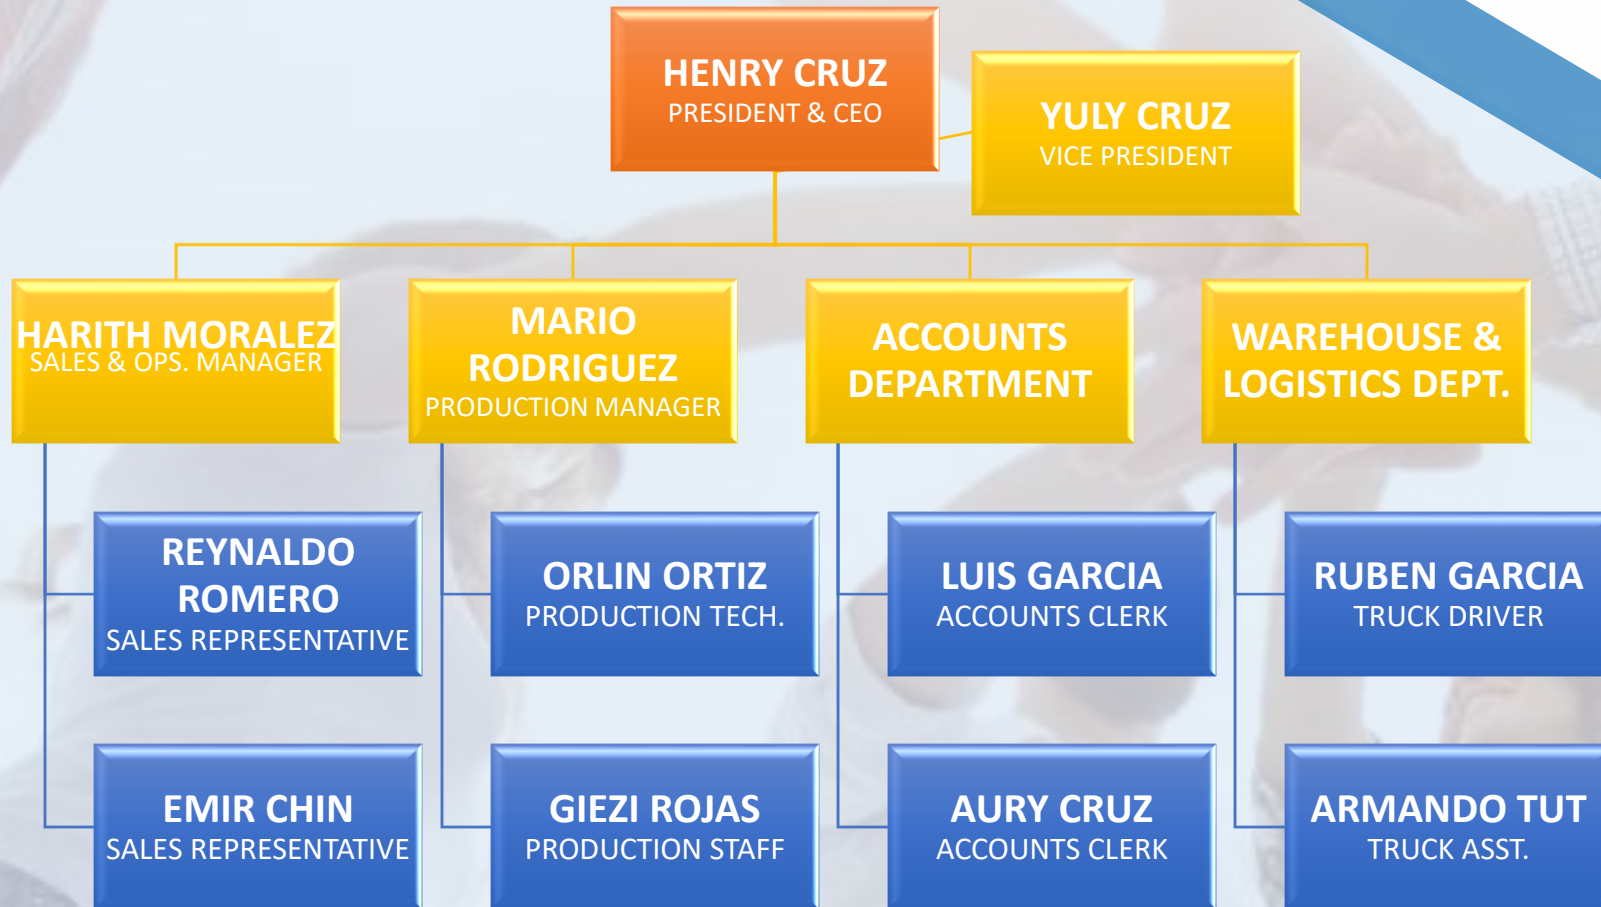 HENRY CRUZ
PRESIDENT & CEO
YULY CRUZ
VICE PRESIDENT
HARITH MORALEZ
SALES & OPS. MANAGER
MARIO
RODRIGUEZ
PRODUCTION MANAGER
ACCOUNTS
DEPARTMENT
WAREHOUSE &
LOGISTICS DEPT.
REYNALDO
ROMERO
SALES REPRESENTATIVE
ORLIN ORTIZ
PRODUCTION TECH.
LUIS GARCIA
ACCOUNTS CLERK
RUBEN GARCIA
TRUCK DRIVER
EMIR CHIN
SALES REPRESENTATIVE
GIEZI ROJAS
PRODUCTION STAFF
AURY CRUZ
ACCOUNTS CLERK
ARMANDO TUT
TRUCK ASST.